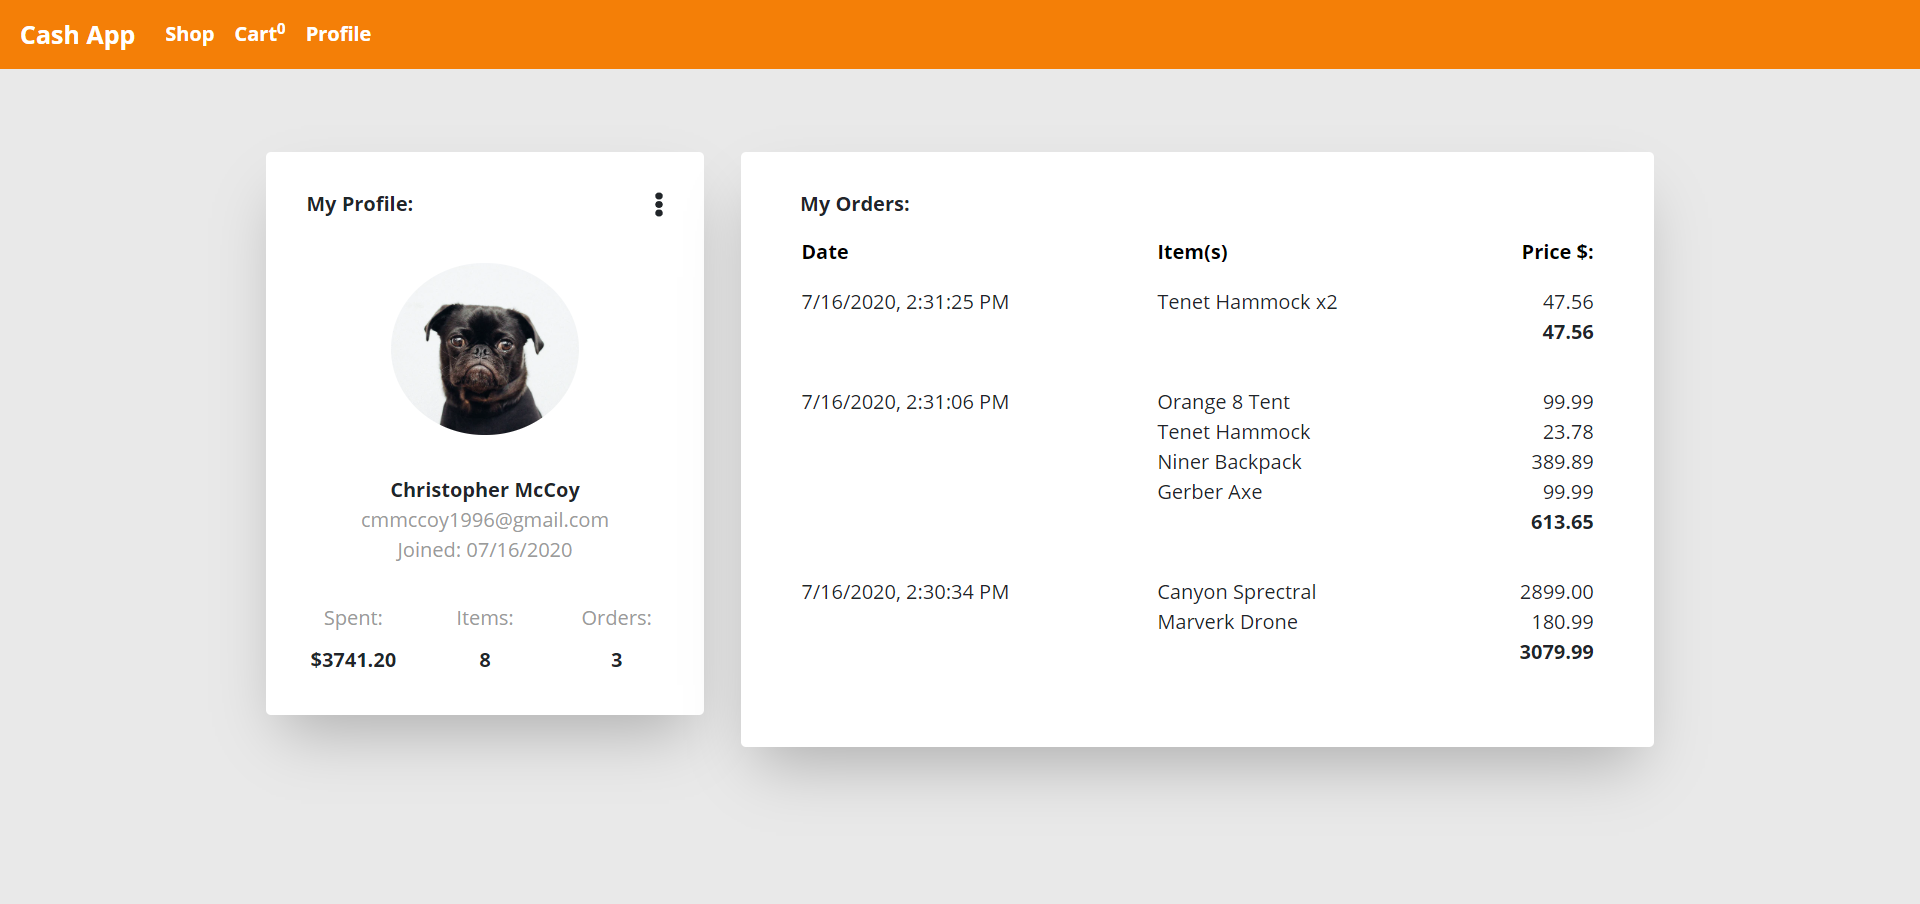 Cash App Shop Cart0 Profile
My Profile:
Christopher McCoy
cmmccoy1996@gmail.com
Joined: 07/16/2020
Spent: Items: Orders:
$3741.20 8 3
My Orders:
Date Item(s) Price $:
7/16/2020, 2:31:25 PM Tenet Hammock x2 47.56
47.56
7/16/2020, 2:31:06 PM Orange 8 Tent 99.99
Tenet Hammock 23.78
Niner Backpack 389.89
Gerber Axe 99.99
613.65
7/16/2020, 2:30:34 PM Canyon Sprectral 2899.00
Marverk Drone 180.99
3079.99